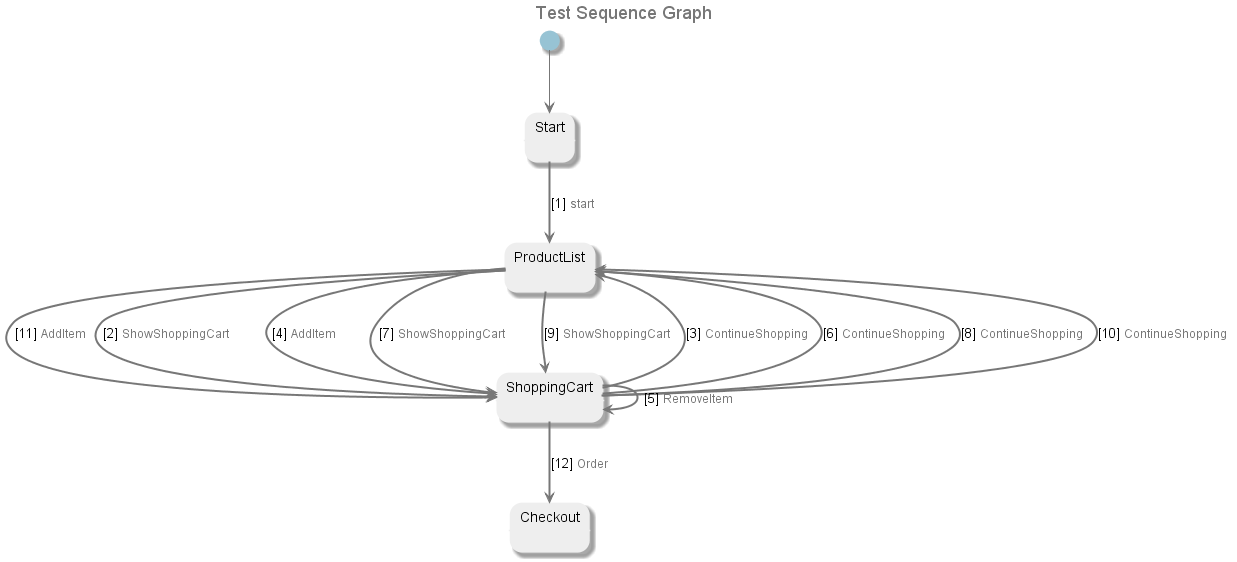 Test Sequence Graph
Start
[1] start
ProductList
[11] AddItem
[2] ShowShoppingCart
[4] AddItem
[7] ShowShoppingCart
[9] ShowShoppingCart
[3] ContinueShopping
[6] ContinueShopping
[8] ContinueShopping
[10] ContinueShopping
ShoppingCart
[5] RemoveItem
[12] Order
Checkout